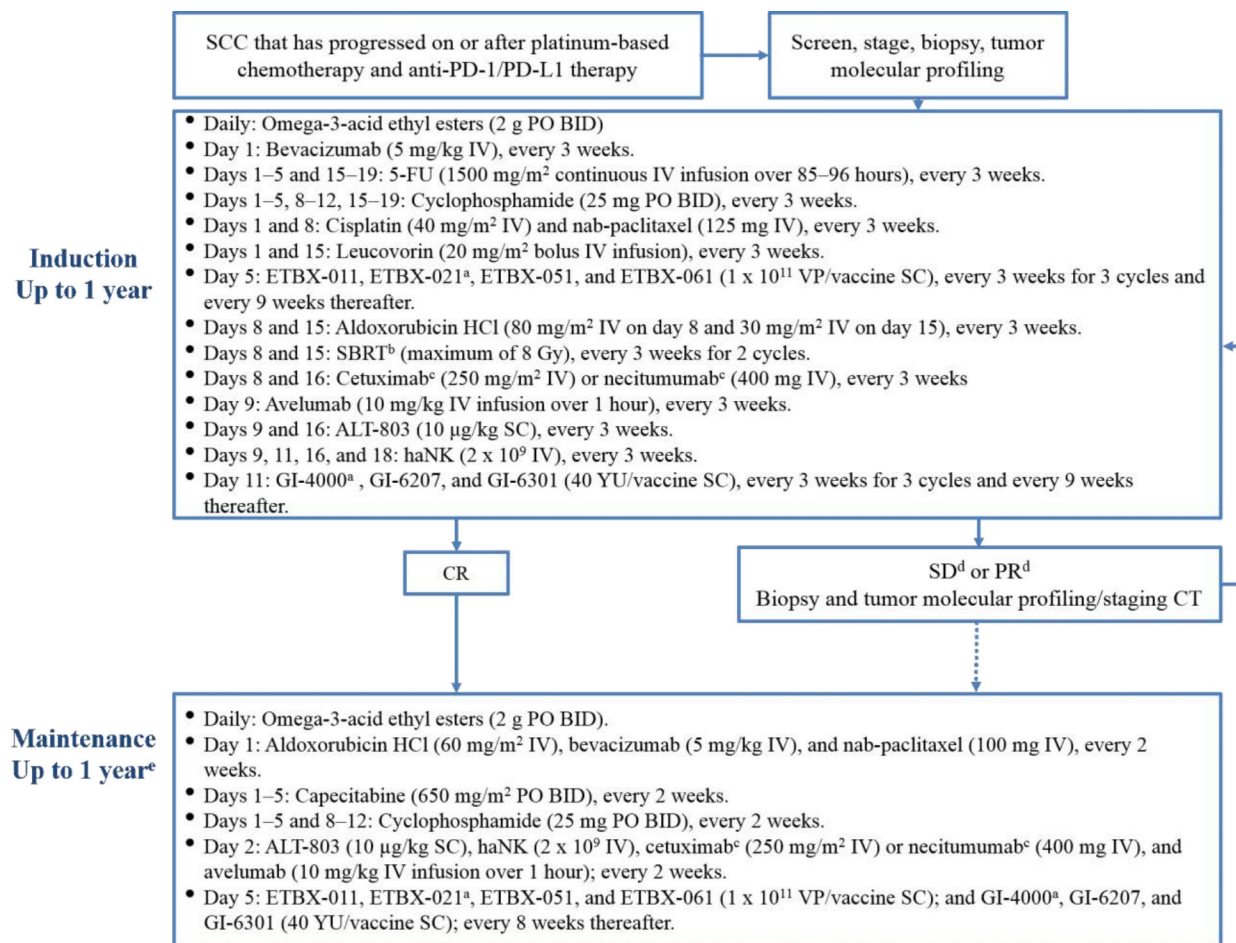 SCC that has progressed on or after platinum-based
chemotherapy and anti-PD-1/PD-L1 therapy
Screen, stage, biopsy, tumor
molecular profiling
Induction
Up to 1 year
• Daily: Omega-3-acid ethyl esters (2 g PO BID)
• Day 1: Bevacizumab (5 mg/kg IV), every 3 weeks.
• Days 1–5 and 15–19: 5-FU (1500 mg/m² continuous IV infusion over 85–96 hours), every 3 weeks.
• Days 1–5, 8–12, 15–19: Cyclophosphamide (25 mg PO BID), every 3 weeks.
• Days 1 and 8: Cisplatin (40 mg/m² IV) and nab-paclitaxel (125 mg IV), every 3 weeks.
• Days 1 and 15: Leucovorin (20 mg/m² bolus IV infusion), every 3 weeks.
• Day 5: ETBX-011, ETBX-021ᵃ, ETBX-051, and ETBX-061 (1 x 10¹¹ VP/vaccine SC), every 3 weeks for 3 cycles and
every 9 weeks thereafter.
• Days 8 and 15: Aldoxorubicin HCl (80 mg/m² IV on day 8 and 30 mg/m² IV on day 15), every 3 weeks.
• Days 8 and 15: SBRTᵇ (maximum of 8 Gy), every 3 weeks for 2 cycles.
• Days 8 and 16: Cetuximabᶜ (250 mg/m² IV) or necitumumabᶜ (400 mg IV), every 3 weeks
• Day 9: Avelumab (10 mg/kg IV infusion over 1 hour), every 3 weeks.
• Days 9 and 16: ALT-803 (10 µg/kg SC), every 3 weeks.
• Days 9, 11, 16, and 18: haNK (2 x 10⁹ IV), every 3 weeks.
• Day 11: GI-4000ᵃ , GI-6207, and GI-6301 (40 YU/vaccine SC), every 3 weeks for 3 cycles and every 9 weeks
thereafter.
CR
SDᵈ or PRᵈ
Biopsy and tumor molecular profiling/staging CT
Maintenance
Up to 1 yearᵉ
• Daily: Omega-3-acid ethyl esters (2 g PO BID).
• Day 1: Aldoxorubicin HCl (60 mg/m² IV), bevacizumab (5 mg/kg IV), and nab-paclitaxel (100 mg IV), every 2
weeks.
• Days 1–5: Capecitabine (650 mg/m² PO BID), every 2 weeks.
• Days 1–5 and 8–12: Cyclophosphamide (25 mg PO BID), every 2 weeks.
• Day 2: ALT-803 (10 µg/kg SC), haNK (2 x 10⁹ IV), cetuximabᶜ (250 mg/m² IV) or necitumumabᶜ (400 mg IV), and
avelumab (10 mg/kg IV infusion over 1 hour); every 2 weeks.
• Day 5: ETBX-011, ETBX-021ᵃ, ETBX-051, and ETBX-061 (1 x 10¹¹ VP/vaccine SC); and GI-4000ᵃ, GI-6207, and
GI-6301 (40 YU/vaccine SC); every 8 weeks thereafter.